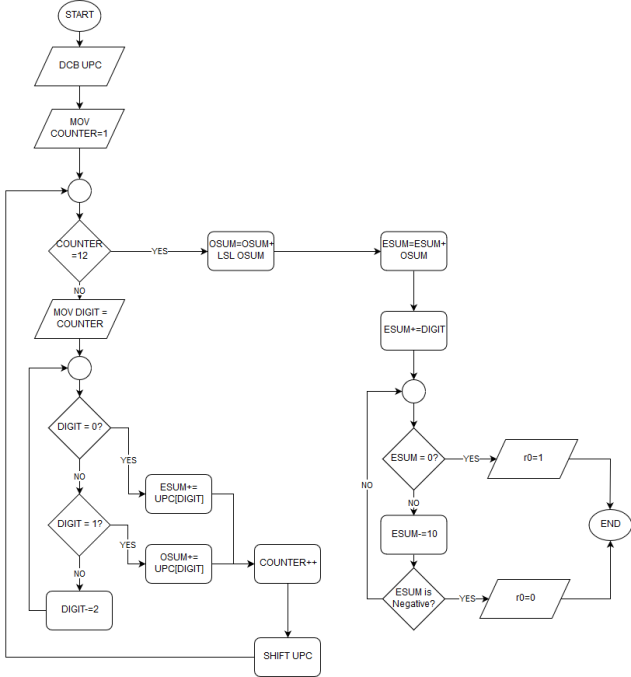 START
DCB UPC
MOV
COUNTER=1
COUNTER
=12
YES
OSUM=OSUM+
LSL OSUM
ESUM=ESUM+
OSUM
NO
MOV DIGIT =
COUNTER
ESUM+=DIGIT
DIGIT = 0?
YES
NO
ESUM+=
UPC[DIGIT]
DIGIT = 1?
YES
NO
OSUM+=
UPC[DIGIT]
COUNTER++
DIGIT-=2
SHIFT UPC
ESUM = 0?
YES
r0=1
NO
NO
ESUM-=10
END
ESUM is
Negative?
YES
r0=0